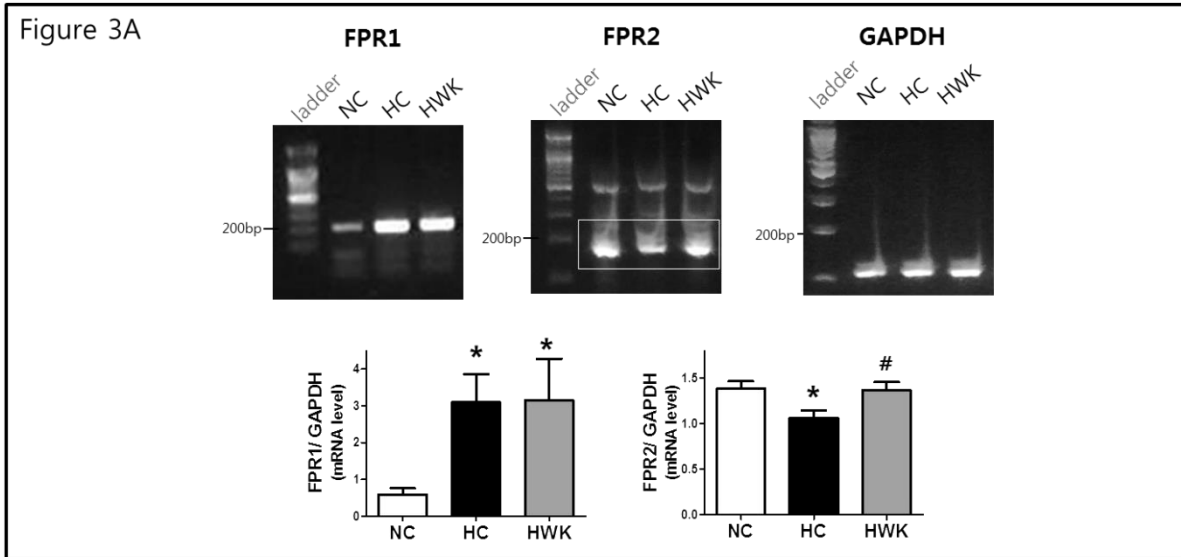 Figure 3A
FPR1
FPR2
GAPDH
ladder NC HC HWK
ladder NC HC HWK
ladder NC HC HWK
200bp
200bp
200bp
FPR1/ GAPDH
(mRNA level)
4
3
2
1
0
*
*
NC HC HWK
FPR2/ GAPDH
(mRNA level)
1.5
1.0
0.5
0.0
*
#
NC HC HWK